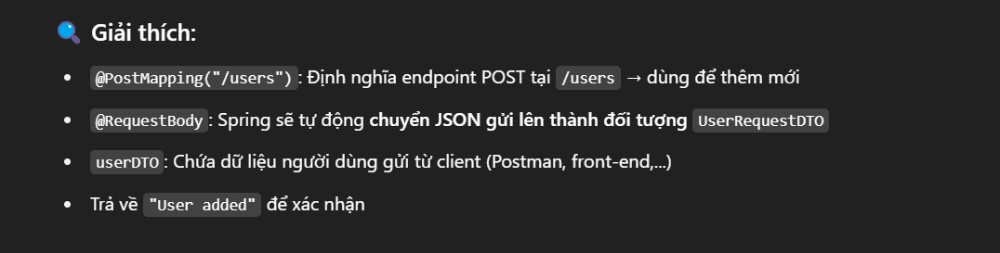 Giải thích:
@PostMapping("/users"): Định nghĩa endpoint POST tại /users → dùng để thêm mới
@RequestBody: Spring sẽ tự động chuyển JSON gửi lên thành đối tượng UserRequestDTO
userDTO: Chứa dữ liệu người dùng gửi từ client (Postman, front-end,...)
Trả về "User added" để xác nhận